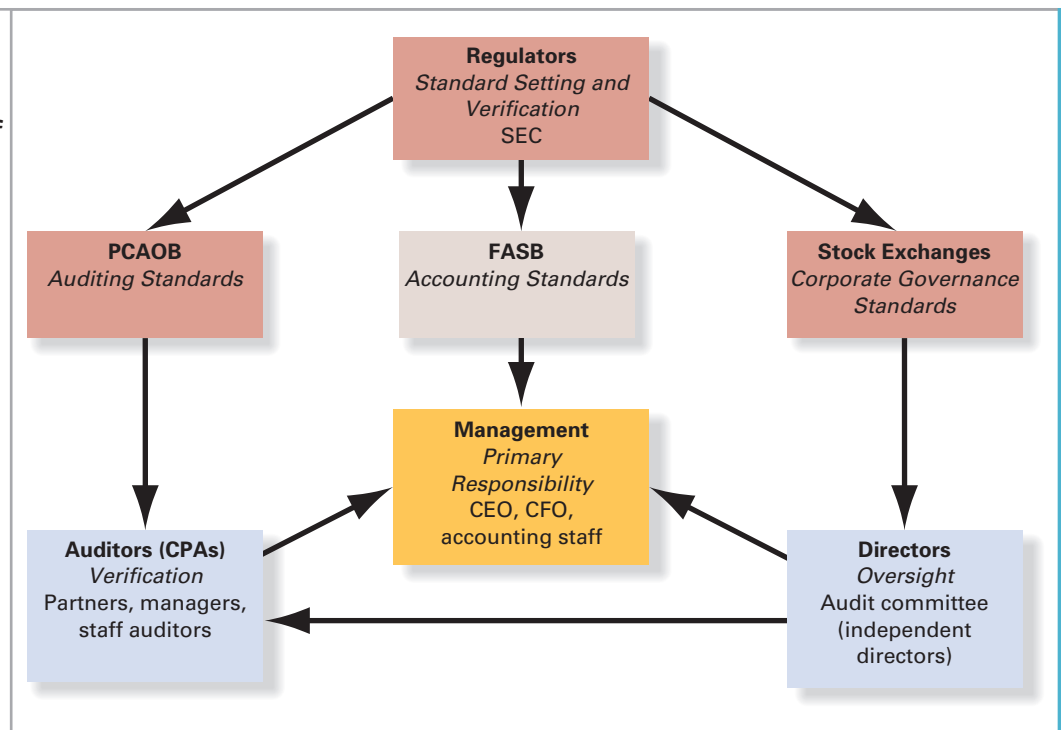 Regulators
Standard Setting and
Verification
SEC
PCAOB
Auditing Standards
FASB
Accounting Standards
Stock Exchanges
Corporate Governance
Standards
Management
Primary
Responsibility
CEO, CFO,
accounting staff
Auditors (CPAs)
Verification
Partners, managers,
staff auditors
Directors
Oversight
Audit committee
(independent
directors)